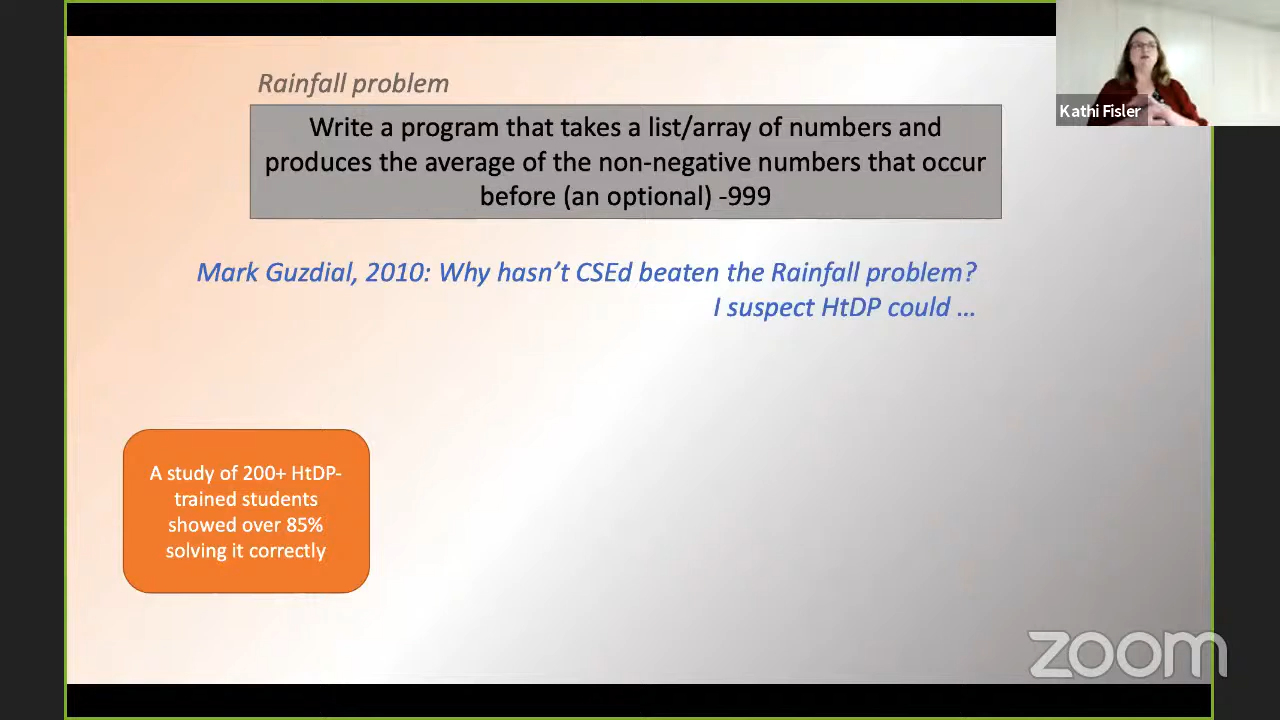 Rainfall problem
Write a program that takes a list/array of numbers and
produces the average of the non-negative numbers that occur
before (an optional) -999
Mark Guzdial, 2010: Why hasn't CSEd beaten the Rainfall problem?
I suspect HtDP could …
A study of 200+ HtDP-
trained students
showed over 85%
solving it correctly
Kathi Fisler
zoom